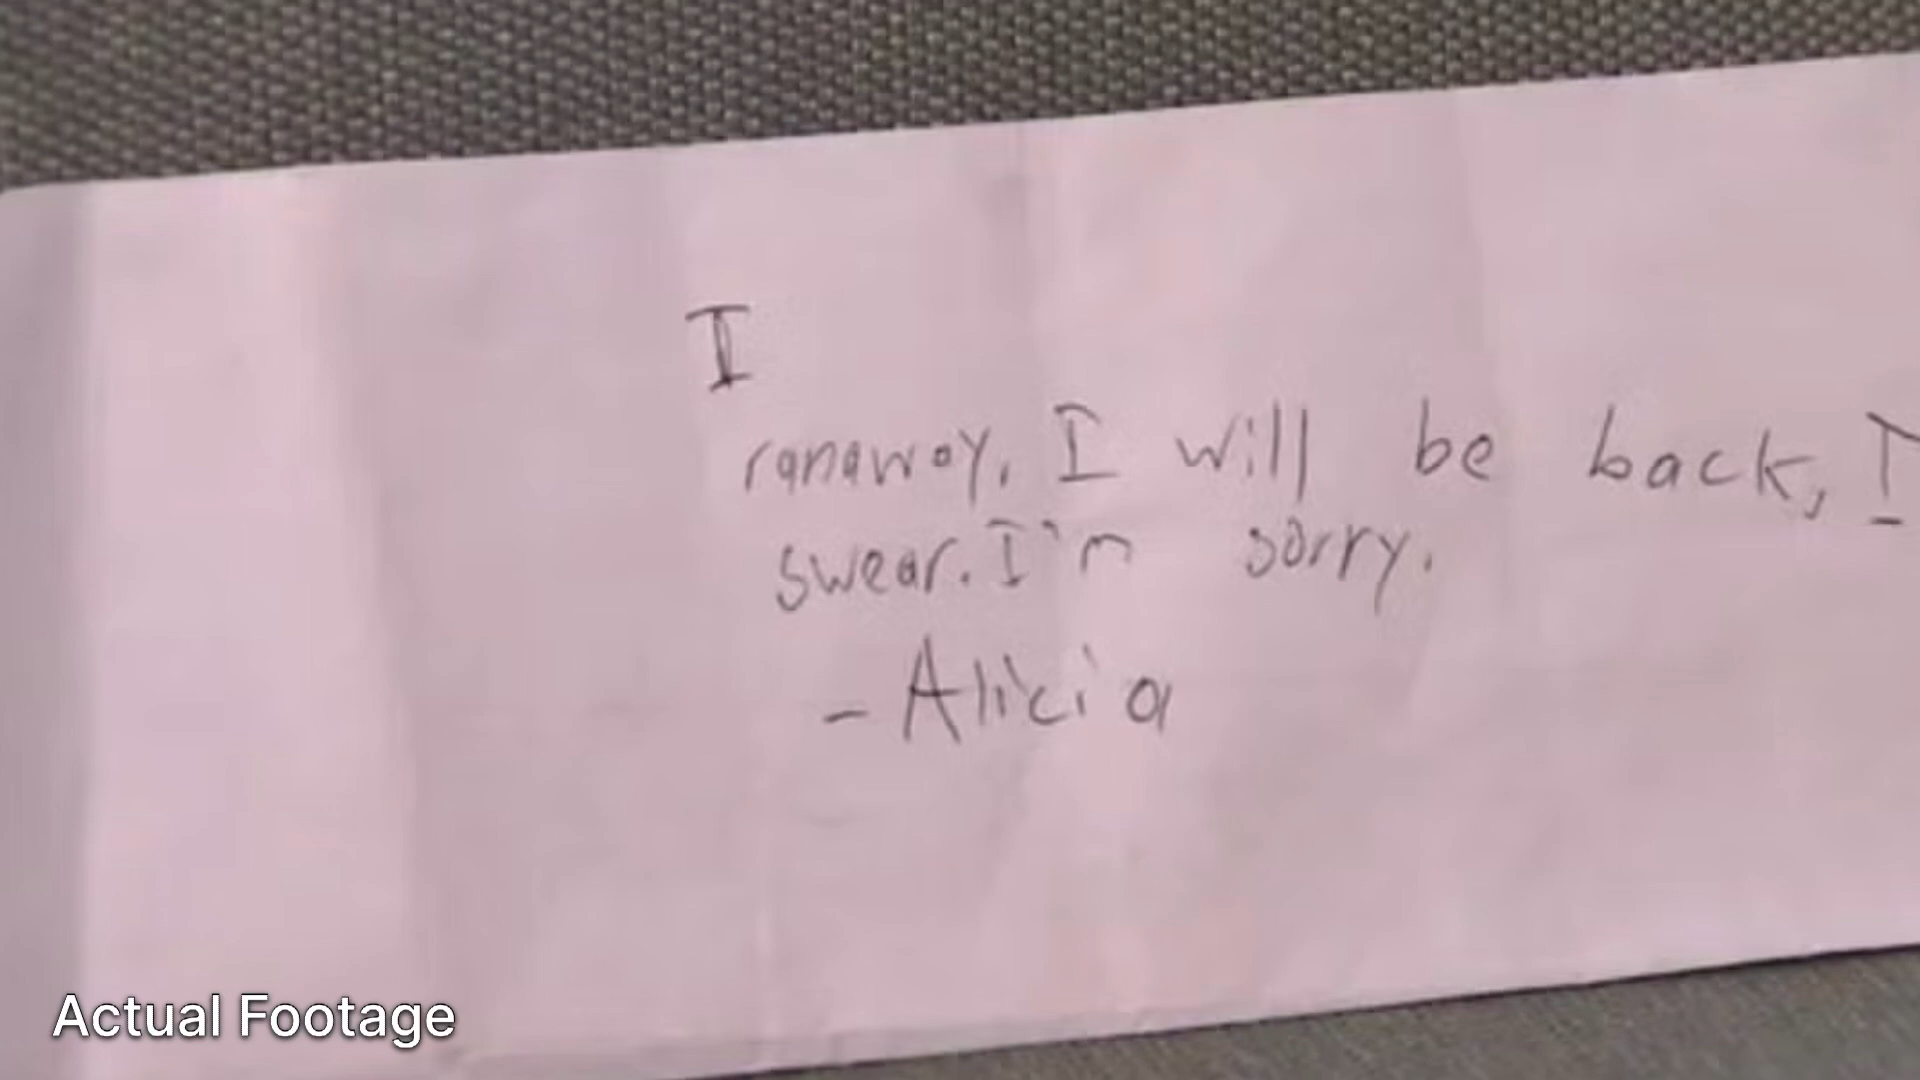 I
ranaway. I will be back, I
swear. I'm sorry.
- Alicia
Actual Footage